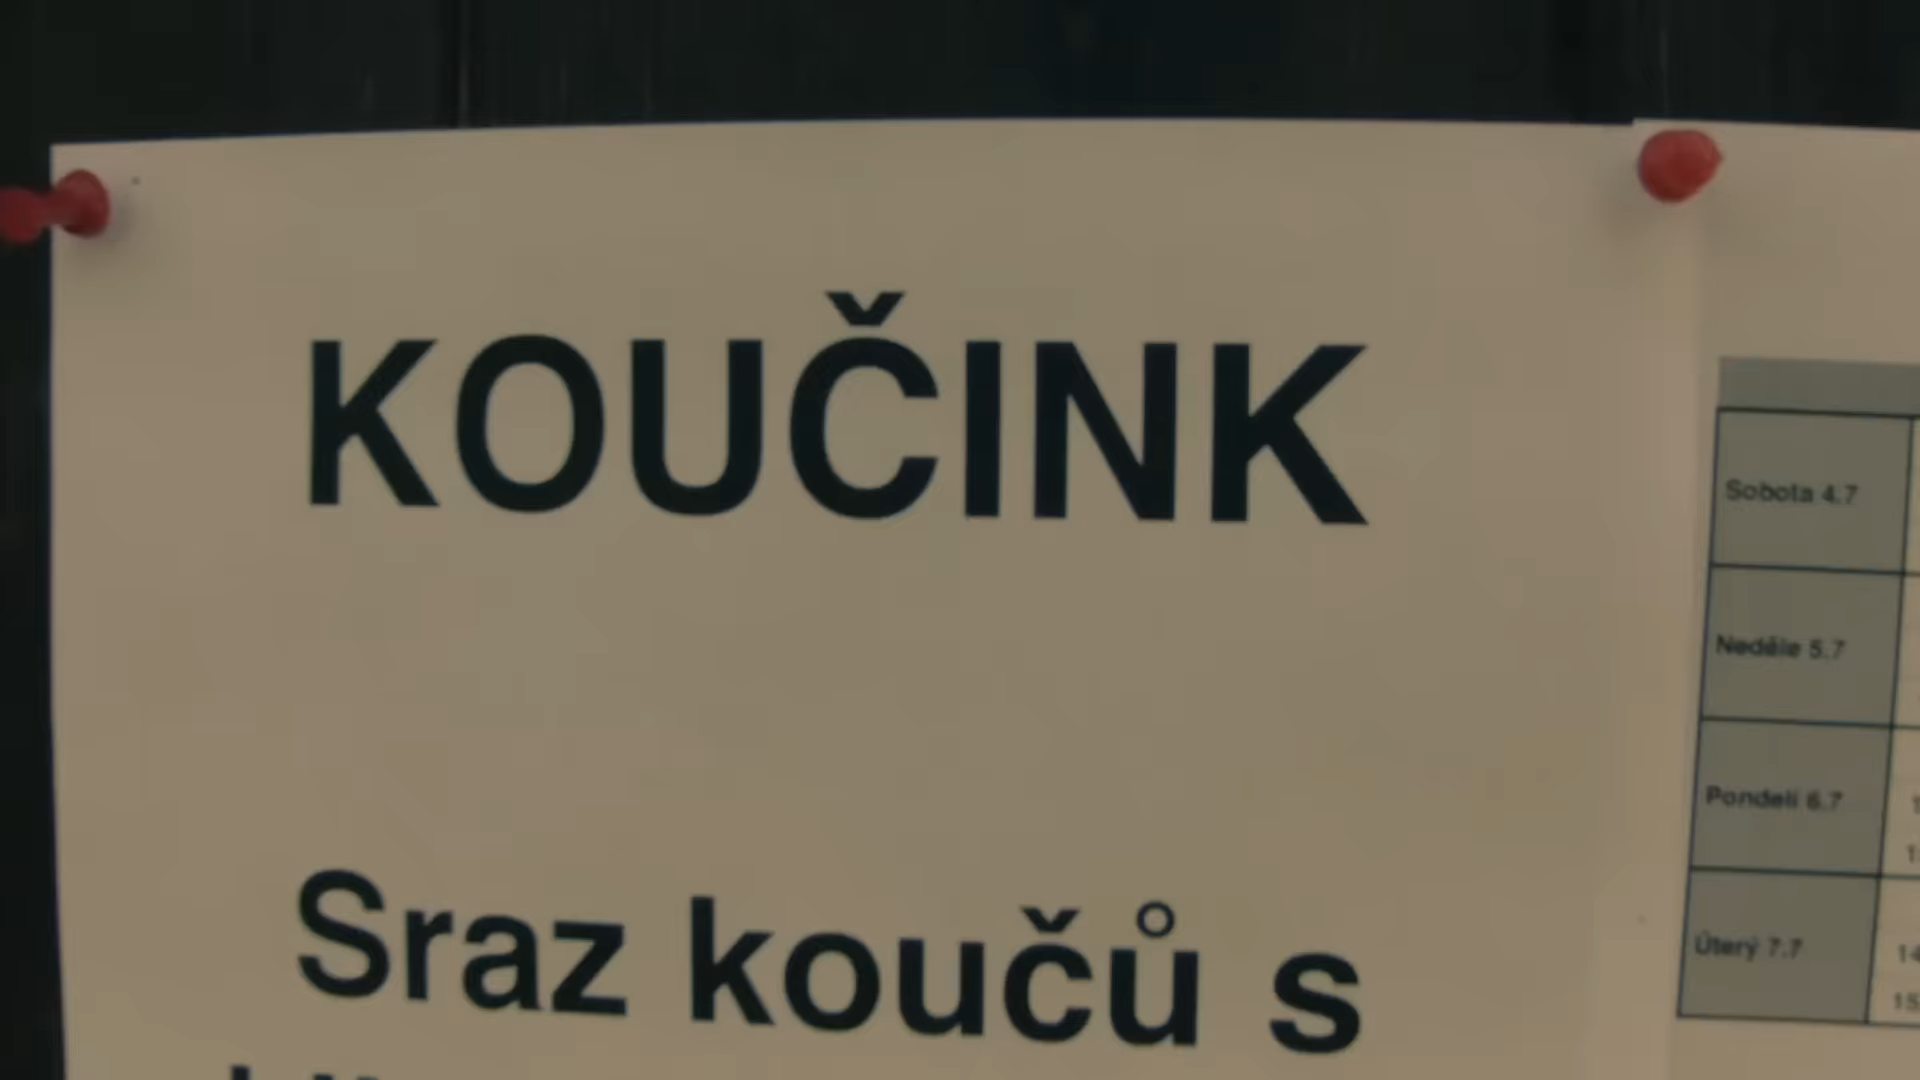 KOUČINK
Sraz koučů s
Sobota 4.7
Neděle 5.7
Pondelí 6.7
Úterý 7.7